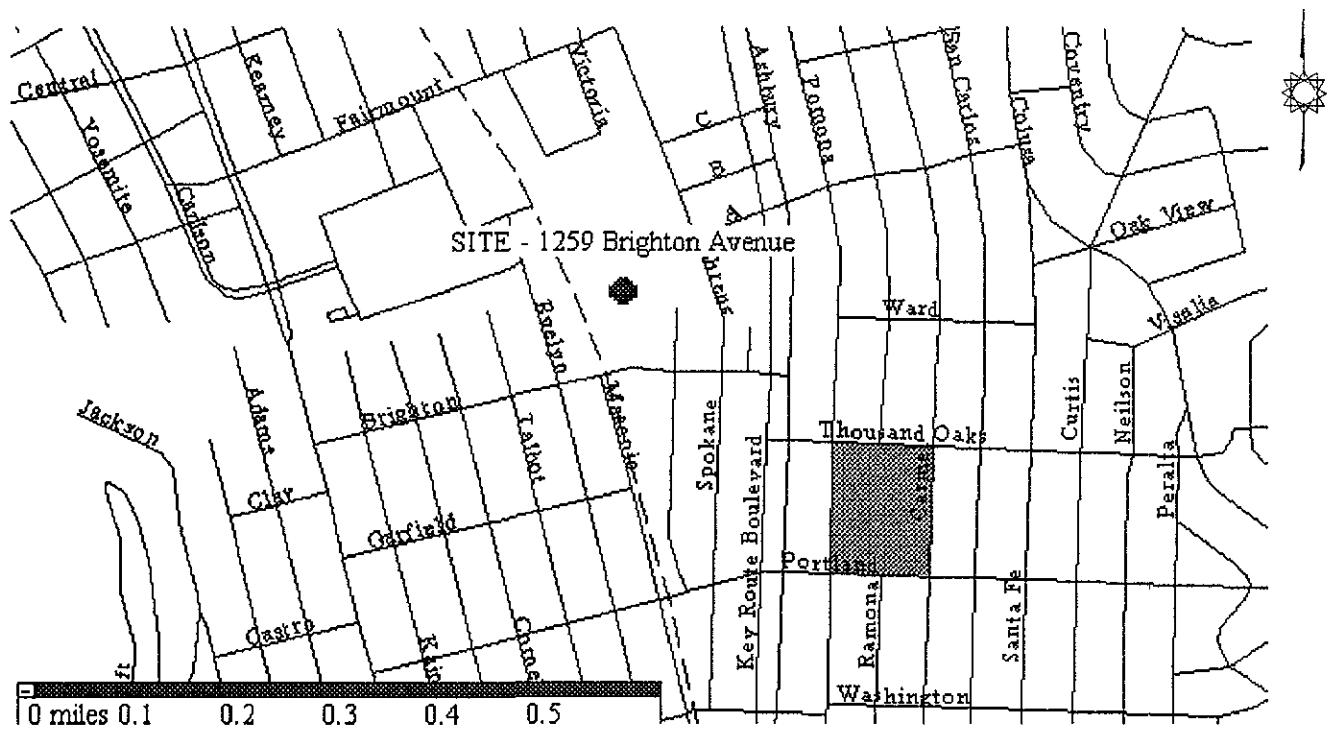 Central
Kearney
Fairmount
Victoria
Ashbury
Pomona
San Carlos
Colusa
Coventry
Yosemite
Carlson
C
B
A
Oak View
SITE - 1259 Brighton Avenue
Evelyn
Ward
Visalia
Jackson
Adams
Brighton
Talbot
Masonic
Spokane
Key Route Boulevard
Thousand Oaks
Curtis
Neilson
Peralta
Clay
Garfield
Portland
Ramona
Santa Fe
Castro
Kain
Washington
0 miles 0.1 0.2 0.3 0.4 0.5